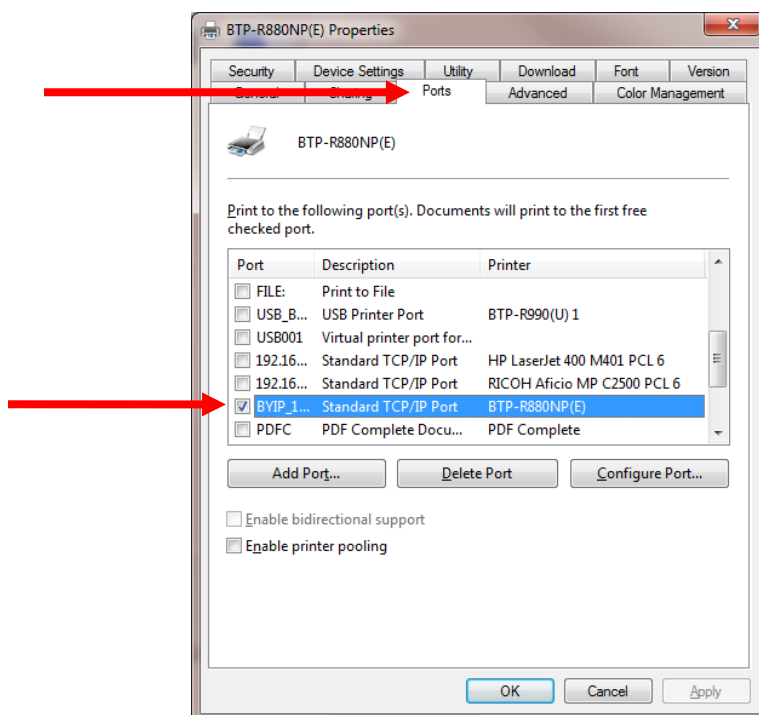 BTP-R880NP(E) Properties
Security Device Settings Utility Download Font Version
General Sharing Ports Advanced Color Management
BTP-R880NP(E)
Print to the following port(s). Documents will print to the first free
checked port.
Port Description Printer
FILE: Print to File
USB_B... USB Printer Port BTP-R990(U) 1
USB001 Virtual printer port for...
192.16... Standard TCP/IP Port HP LaserJet 400 M401 PCL 6
192.16... Standard TCP/IP Port RICOH Aficio MP C2500 PCL 6
BYIP_1... Standard TCP/IP Port BTP-R880NP(E)
PDFC PDF Complete Docu... PDF Complete
Add Port... Delete Port Configure Port...
Enable bidirectional support
Enable printer pooling
OK Cancel Apply